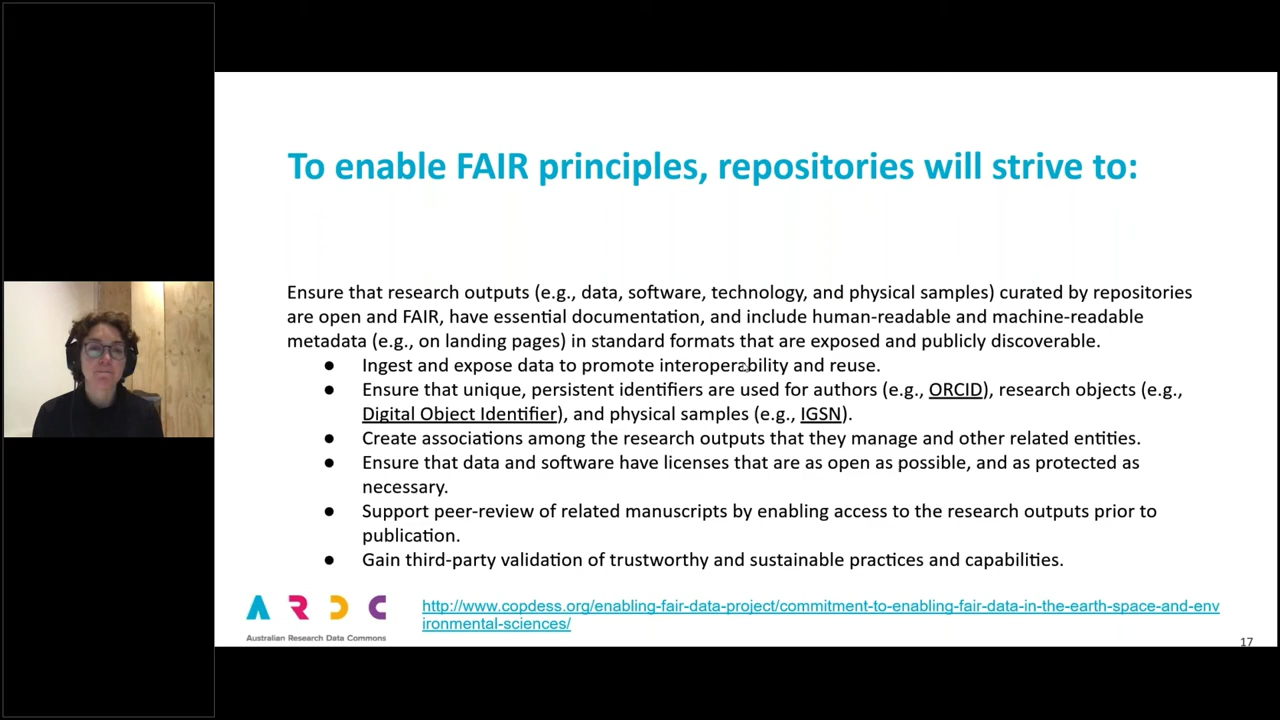 To enable FAIR principles, repositories will strive to:
Ensure that research outputs (e.g., data, software, technology, and physical samples) curated by repositories
are open and FAIR, have essential documentation, and include human-readable and machine-readable
metadata (e.g., on landing pages) in standard formats that are exposed and publicly discoverable.
● Ingest and expose data to promote interoperability and reuse.
● Ensure that unique, persistent identifiers are used for authors (e.g., ORCID), research objects (e.g.,
Digital Object Identifier), and physical samples (e.g., IGSN).
● Create associations among the research outputs that they manage and other related entities.
● Ensure that data and software have licenses that are as open as possible, and as protected as
necessary.
● Support peer-review of related manuscripts by enabling access to the research outputs prior to
publication.
● Gain third-party validation of trustworthy and sustainable practices and capabilities.
ARDC
Australian Research Data Commons
http://www.copdess.org/enabling-fair-data-project/commitment-to-enabling-fair-data-in-the-earth-space-and-env
ironmental-sciences/
17